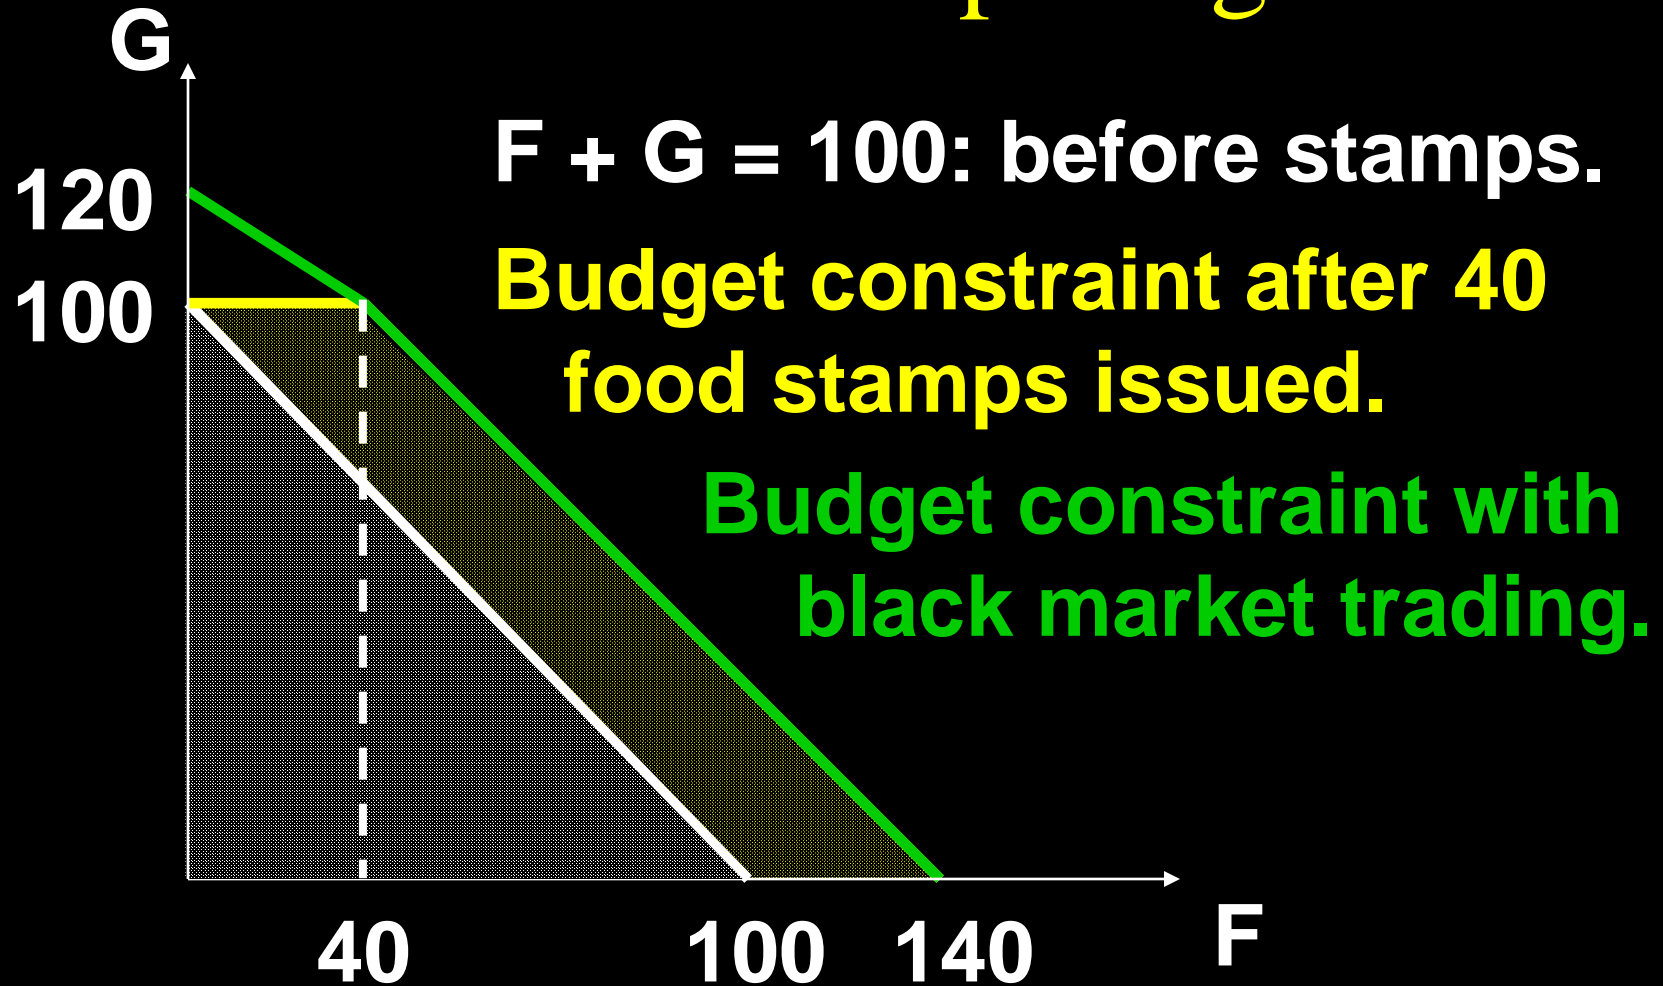 G
F + G = 100: before stamps.
120
Budget constraint after 40
food stamps issued.
100
Budget constraint with
black market trading.
40 100 140 F